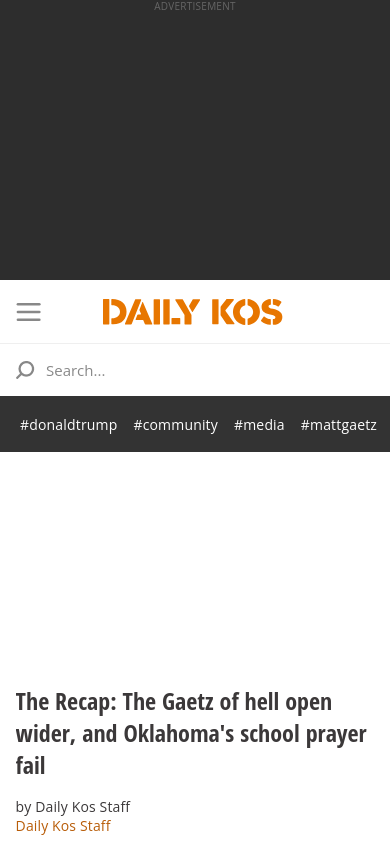 ADVERTISEMENT
DAILY KOS
Search...
#donaldtrump #community #media #mattgaetz
The Recap: The Gaetz of hell open
wider, and Oklahoma's school prayer
fail
by Daily Kos Staff
Daily Kos Staff